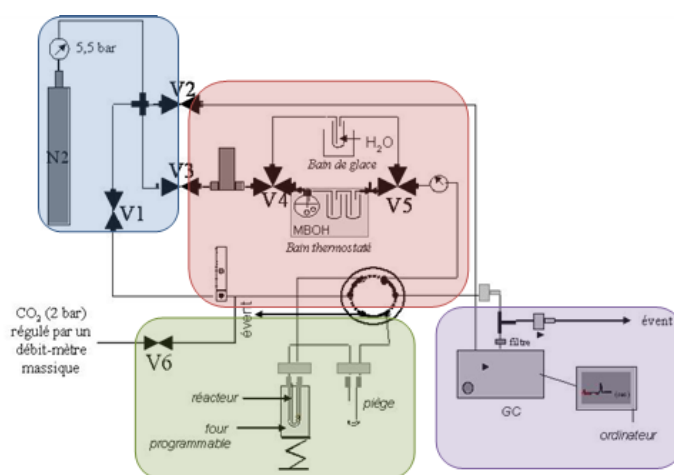 5,5 bar
N2
V2
V3
V1
H₂O
Bain de glace
V4
V5
MBOH
Bain thermostaté
CO₂ (2 bar)
régulé par un
débit-mètre
massique
V6
évent
réacteur
four
programmable
piége
évent
filtre
GC
ordinateur